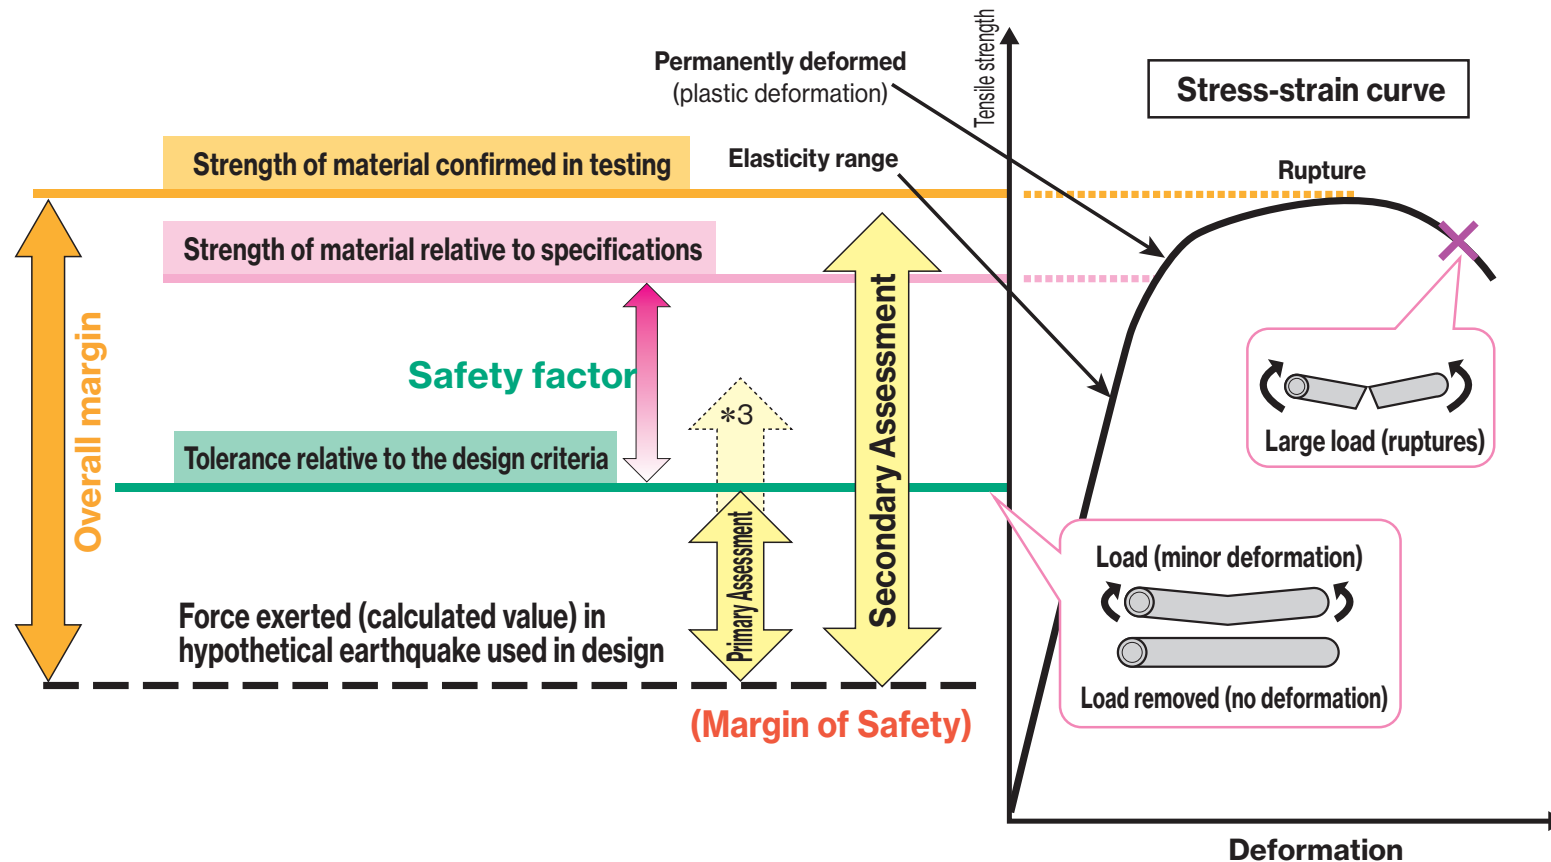 Tensile strength
Permanently deformed
(plastic deformation)
Stress-strain curve
Elasticity range
Rupture
Strength of material confirmed in testing
Strength of material relative to specifications
Overall margin
Safety factor
*3
Secondary Assessment
Tolerance relative to the design criteria
Primary Assessment
Large load (ruptures)
Load (minor deformation)
Force exerted (calculated value) in
hypothetical earthquake used in design
Load removed (no deformation)
(Margin of Safety)
Deformation